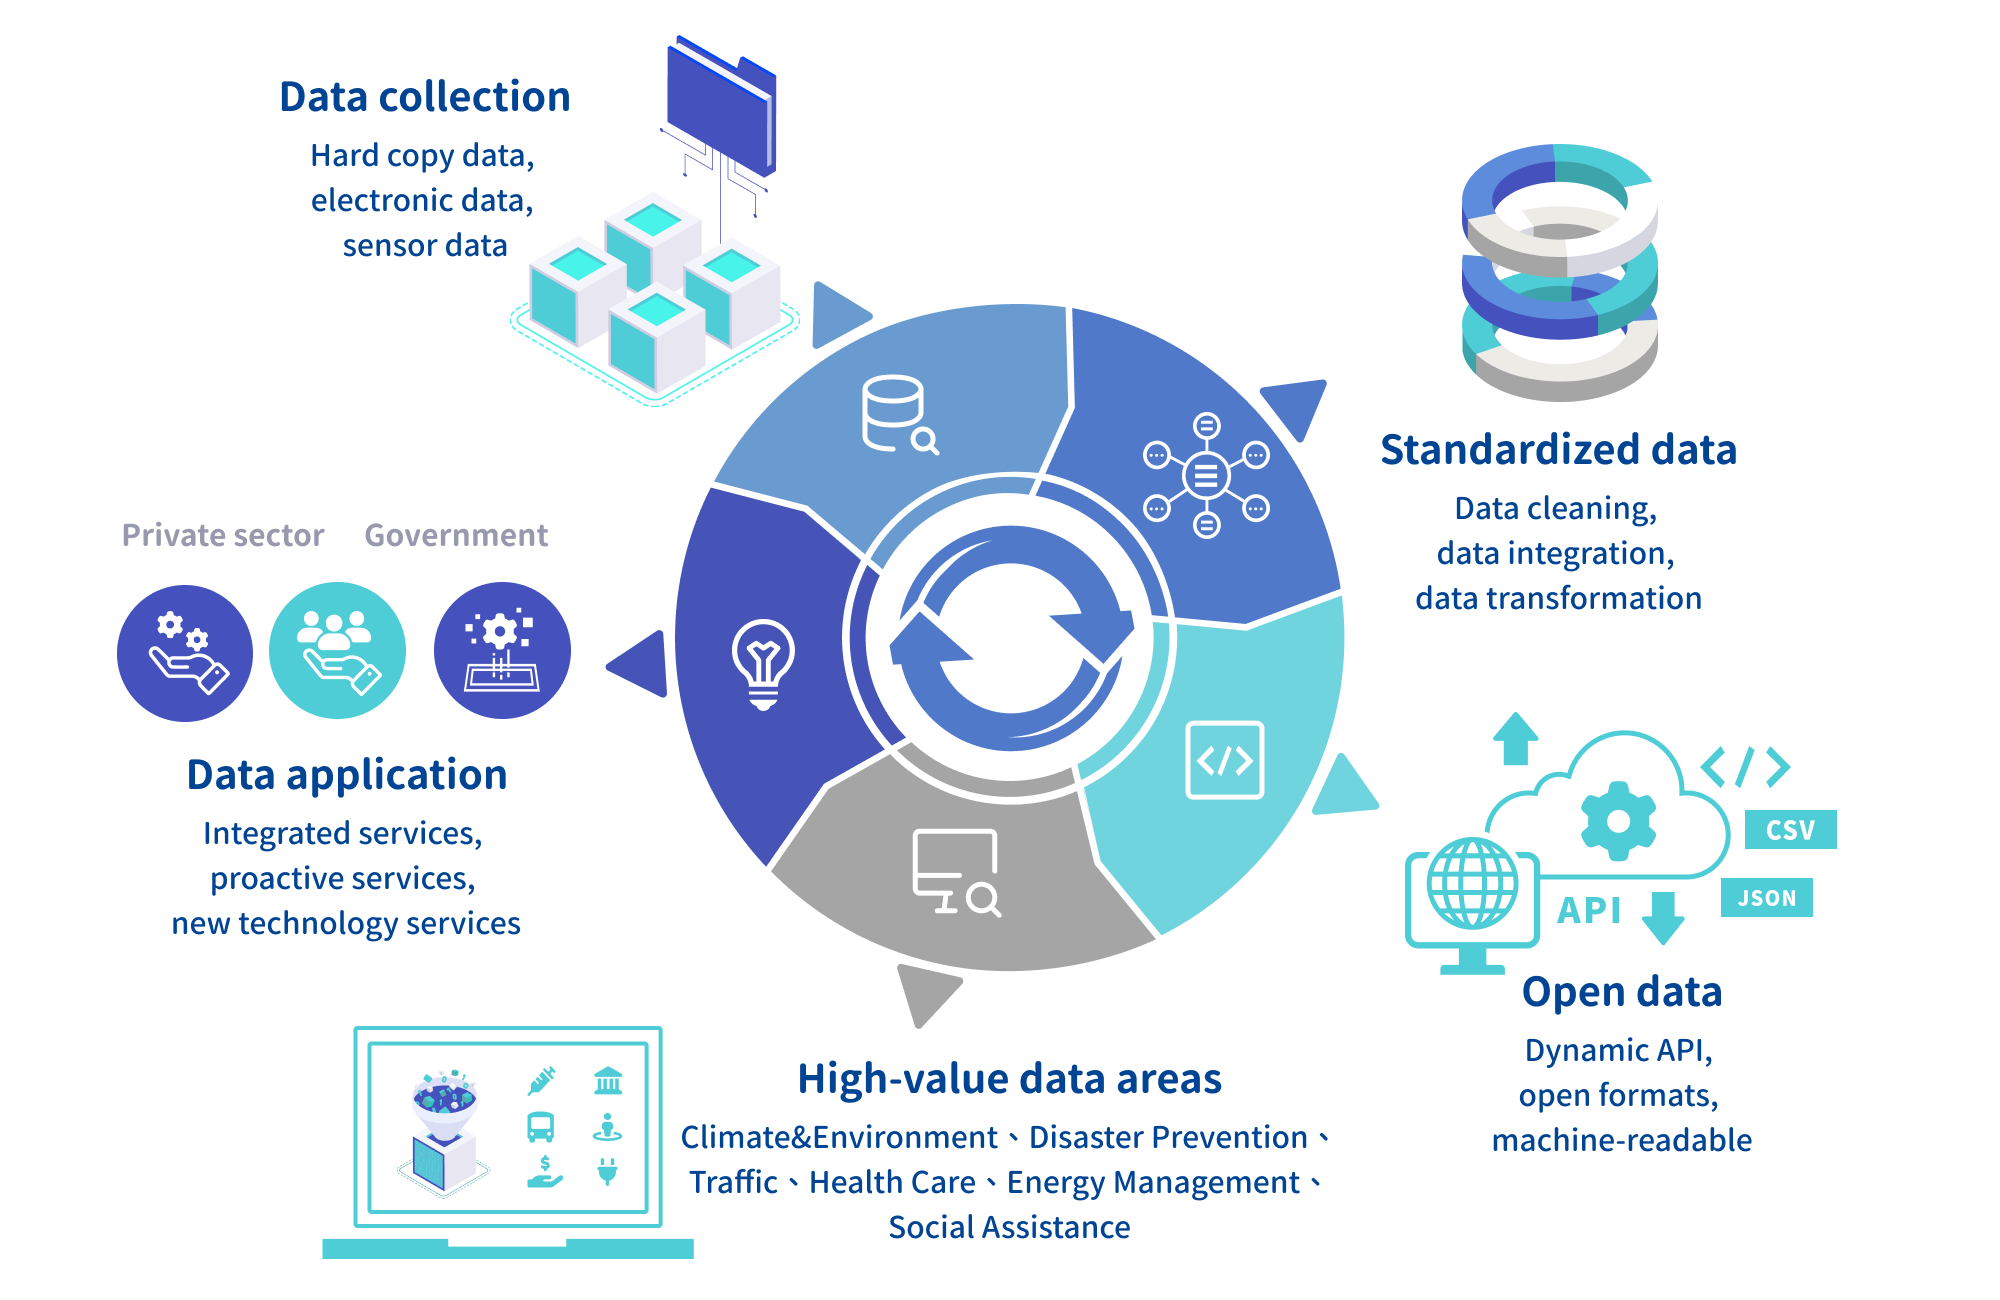 Data collection
Hard copy data,
electronic data,
sensor data
Standardized data
Data cleaning,
data integration,
data transformation
CSV
JSON
API
Open data
Dynamic API,
open formats,
machine-readable
High-value data areas
Climate&Environment、Disaster Prevention、
Traffic、Health Care、Energy Management、
Social Assistance
Private sector
Government
Data application
Integrated services,
proactive services,
new technology services